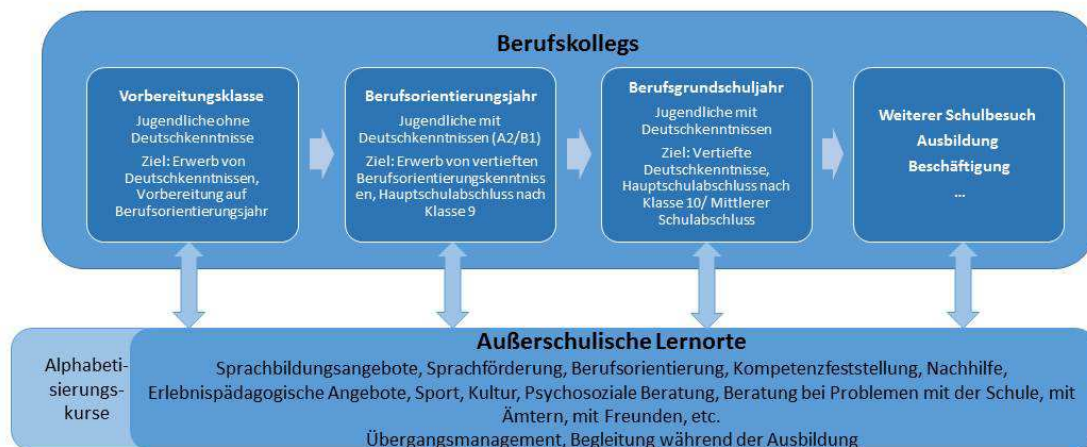 Berufskollegs
Vorbereitungsklasse
Jugendliche ohne
Deutschkenntnisse
Ziel: Erwerb von
Deutschkenntnissen,
Vorbereitung auf
Berufsorientierungsjahr
Berufsorientierungsjahr
Jugendliche mit
Deutschkenntnissen (A2/B1)
Ziel: Erwerb von vertieften
Berufsorientierungskenntniss
en, Hauptschulabschluss nach
Klasse 9
Berufsgrundschuljahr
Jugendliche mit
Deutschkenntnissen
Ziel: Vertiefte
Deutschkenntnisse,
Hauptschulabschluss nach
Klasse 10/ Mittlerer
Schulabschluss
Weiterer Schulbesuch
Ausbildung
Beschäftigung
...
Alphabeti-
sierungs-
kurse
Außerschulische Lernorte
Sprachbildungsangebote, Sprachförderung, Berufsorientierung, Kompetenzfeststellung, Nachhilfe,
Erlebnispädagogische Angebote, Sport, Kultur, Psychosoziale Beratung, Beratung bei Problemen mit der Schule, mit
Ämtern, mit Freunden, etc.
Übergangsmanagement, Begleitung während der Ausbildung